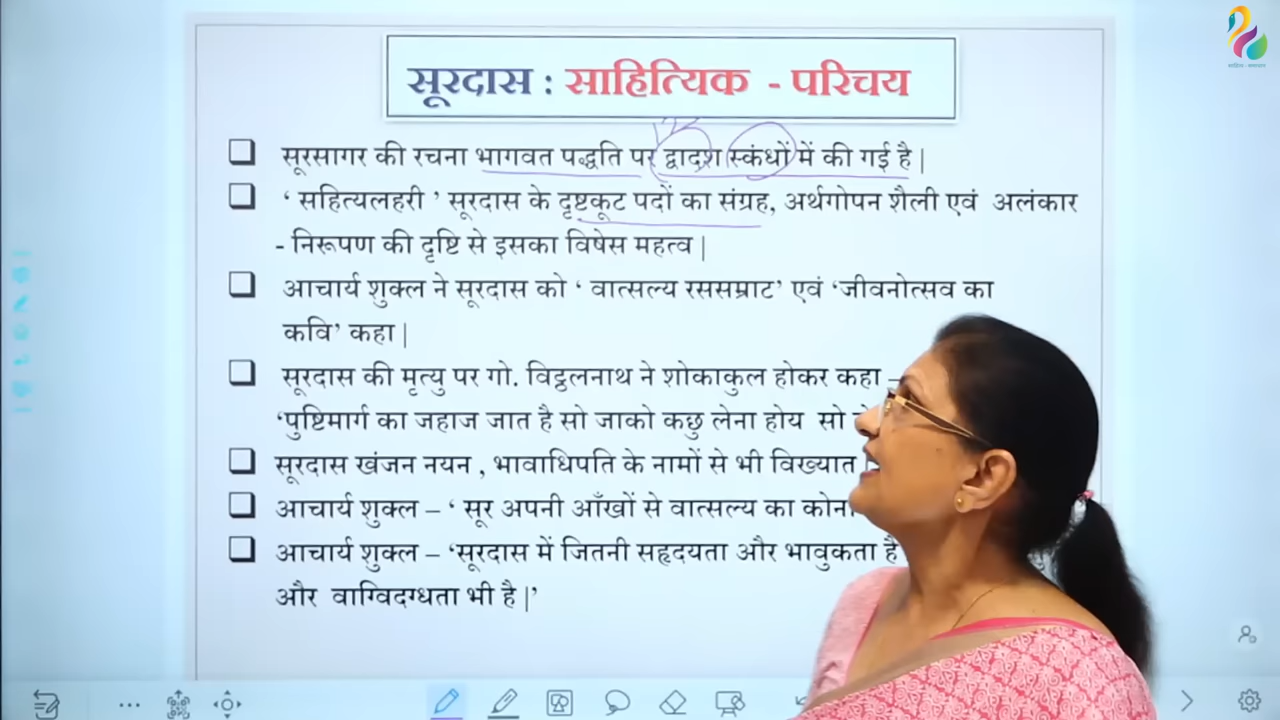 सूरदास : साहित्यिक - परिचय
सूरसागर की रचना भागवत पद्धति पर द्वादश स्कंधों में की गई है |
‘ सहित्यलहरी ’ सूरदास के दृष्टकूट पदों का संग्रह, अर्थगोपन शैली एवं अलंकार
- निरूपण की दृष्टि से इसका विषेस महत्व |
आचार्य शुक्ल ने सूरदास को ‘ वात्सल्य रससम्राट’ एवं ‘जीवनोत्सव का
कवि’ कहा |
सूरदास की मृत्यु पर गो. विट्ठलनाथ ने शोकाकुल होकर कहा –
‘पुष्टिमार्ग का जहाज जात है सो जाको कछु लेना होय सो
सूरदास खंजन नयन , भावाधिपति के नामों से भी विख्यात |
आचार्य शुक्ल – ‘ सूर अपनी आँखों से वात्सल्य का कोना
आचार्य शुक्ल – ‘सूरदास में जितनी सहृदयता और भावुकता है
और वाग्विदग्धता भी है |’